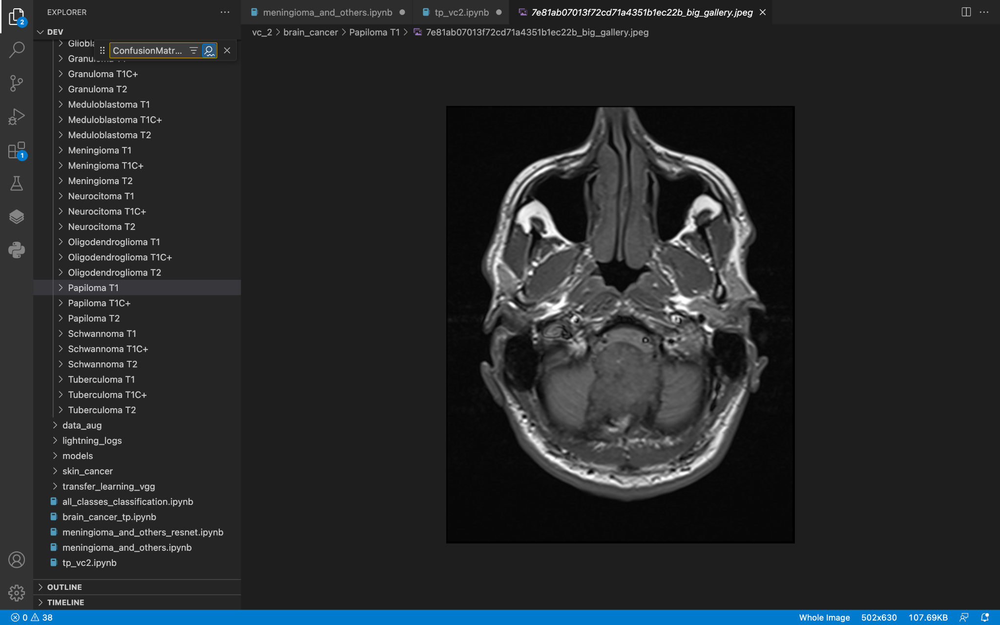 EXPLORER
2
DEV
ConfusionMatr...
Granuloma T1C+
Granuloma T2
Meduloblastoma T1
Meduloblastoma T1C+
Meduloblastoma T2
Meningioma T1
Meningioma T1C+
Meningioma T2
Neurocitoma T1
Neurocitoma T1C+
Neurocitoma T2
Oligodendroglioma T1
Oligodendroglioma T1C+
Oligodendroglioma T2
Papiloma T1
Papiloma T1C+
Papiloma T2
Schwannoma T1
Schwannoma T1C+
Schwannoma T2
Tuberculoma T1
Tuberculoma T1C+
Tuberculoma T2
data_aug
lightning_logs
models
skin_cancer
transfer_learning_vgg
all_classes_classification.ipynb
brain_cancer_tp.ipynb
meningioma_and_others_resnet.ipynb
meningioma_and_others.ipynb
tp_vc2.ipynb
OUTLINE
TIMELINE
1
meningioma_and_others.ipynb tp_vc2.ipynb 7e81ab07013f72cd71a4351b1ec22b_big_gallery.jpeg
vc_2 > brain_cancer > Papiloma T1 > 7e81ab07013f72cd71a4351b1ec22b_big_gallery.jpeg
0 38 Whole Image 502x630 107.69KB